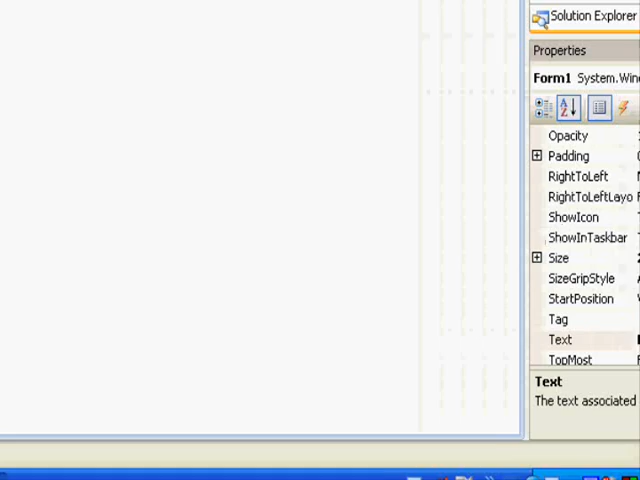 Solution Explorer
Properties
Form1 System.Win
Opacity
Padding
RightToLeft
RightToLeftLayo
ShowIcon
ShowInTaskbar
Size
SizeGripStyle
StartPosition
Tag
Text
TopMost
Text
The text associated